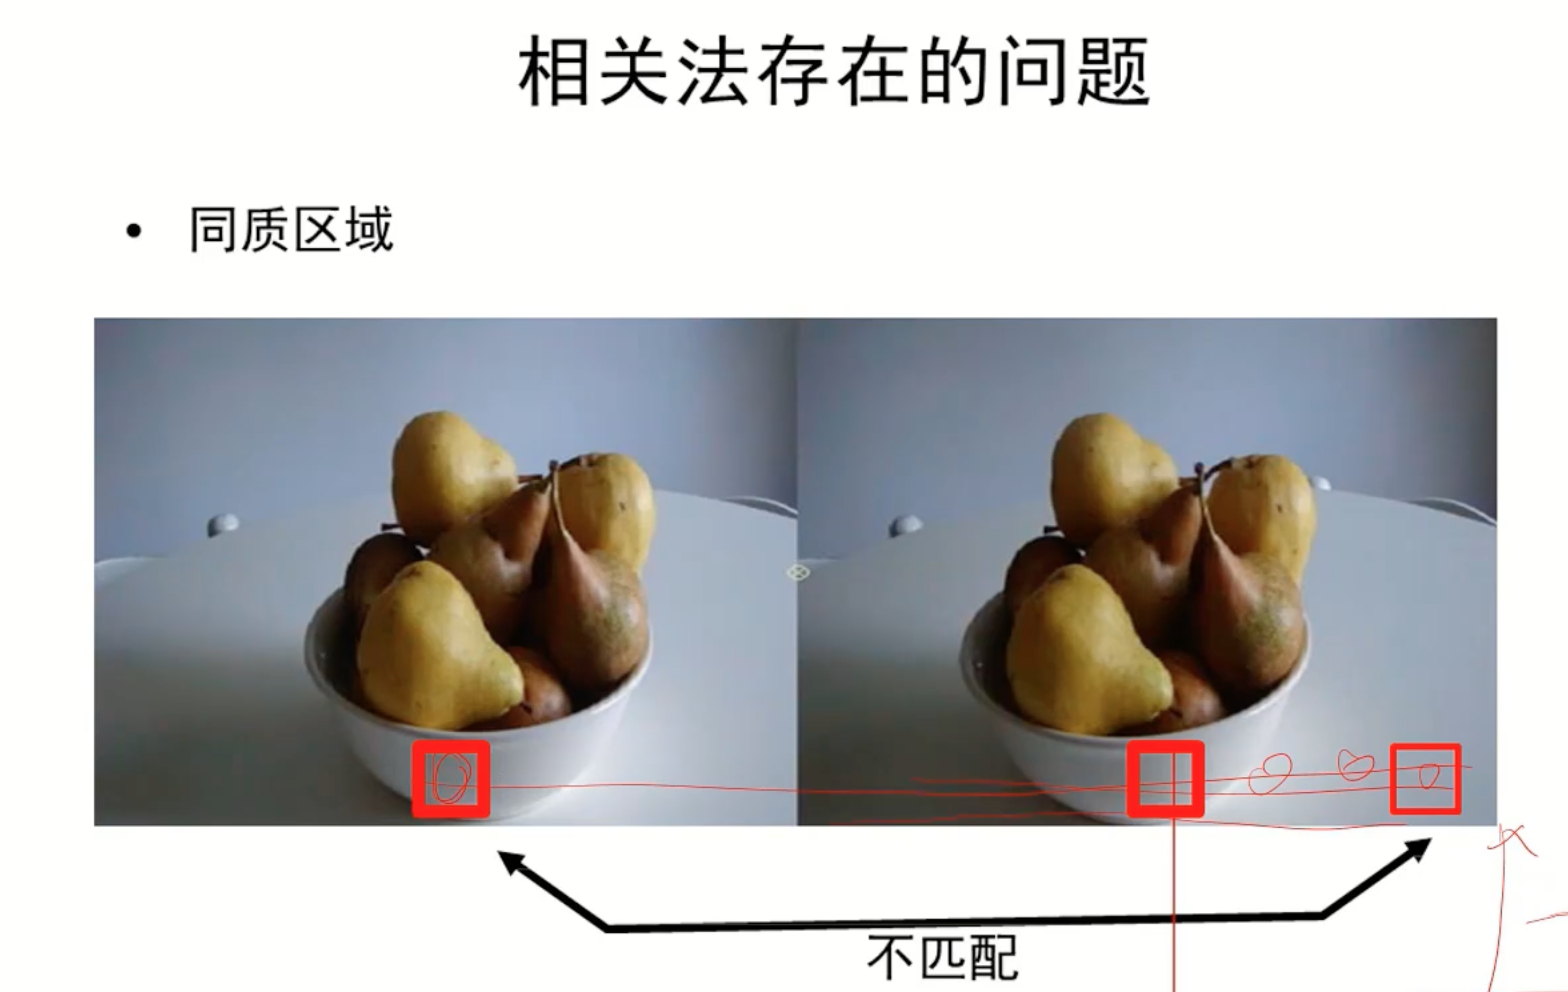 相关法存在的问题
• 同质区域
不匹配